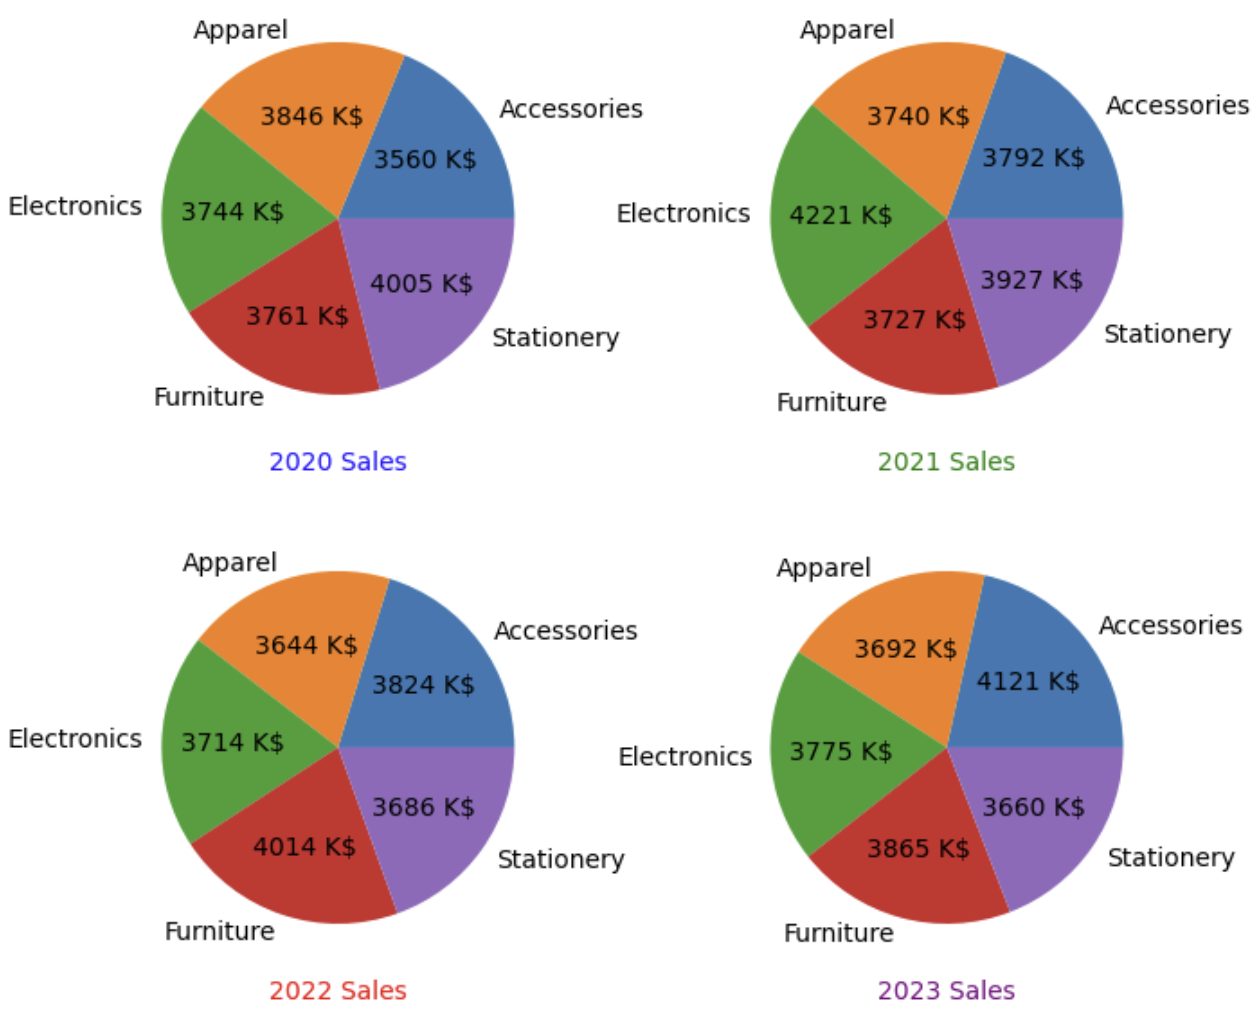 Apparel
Accessories
3846 K$
3560 K$
Electronics
3744 K$
4005 K$
3761 K$
Stationery
Furniture
2020 Sales
Apparel
Accessories
3740 K$
3792 K$
Electronics
4221 K$
3927 K$
3727 K$
Stationery
Furniture
2021 Sales
Apparel
Accessories
3644 K$
3824 K$
Electronics
3714 K$
3686 K$
4014 K$
Stationery
Furniture
2022 Sales
Apparel
Accessories
3692 K$
4121 K$
Electronics
3775 K$
3660 K$
3865 K$
Stationery
Furniture
2023 Sales